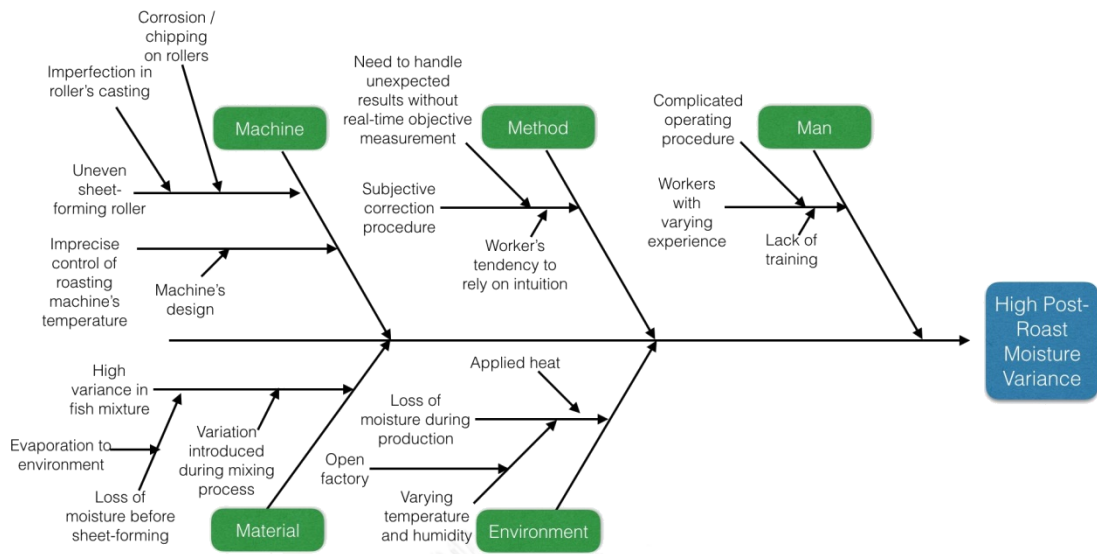 Corrosion /
chipping
on rollers
Imperfection in
roller's casting
Machine
Uneven
sheet-
forming roller
Imprecise
control of
roasting
machine's
temperature
Machine's
design
Need to handle
unexpected
results without
real-time objective
measurement
Method
Subjective
correction
procedure
Worker's
tendency to
rely on intuition
Complicated
operating
procedure
Man
Workers
with
varying
experience
Lack of
training
High Post-
Roast
Moisture
Variance
High
variance in
fish mixture
Evaporation to
environment
Loss of
moisture before
sheet-forming
Variation
introduced
during mixing
process
Material
Applied heat
Loss of
moisture during
production
Open
factory
Varying
temperature
and humidity
Environment